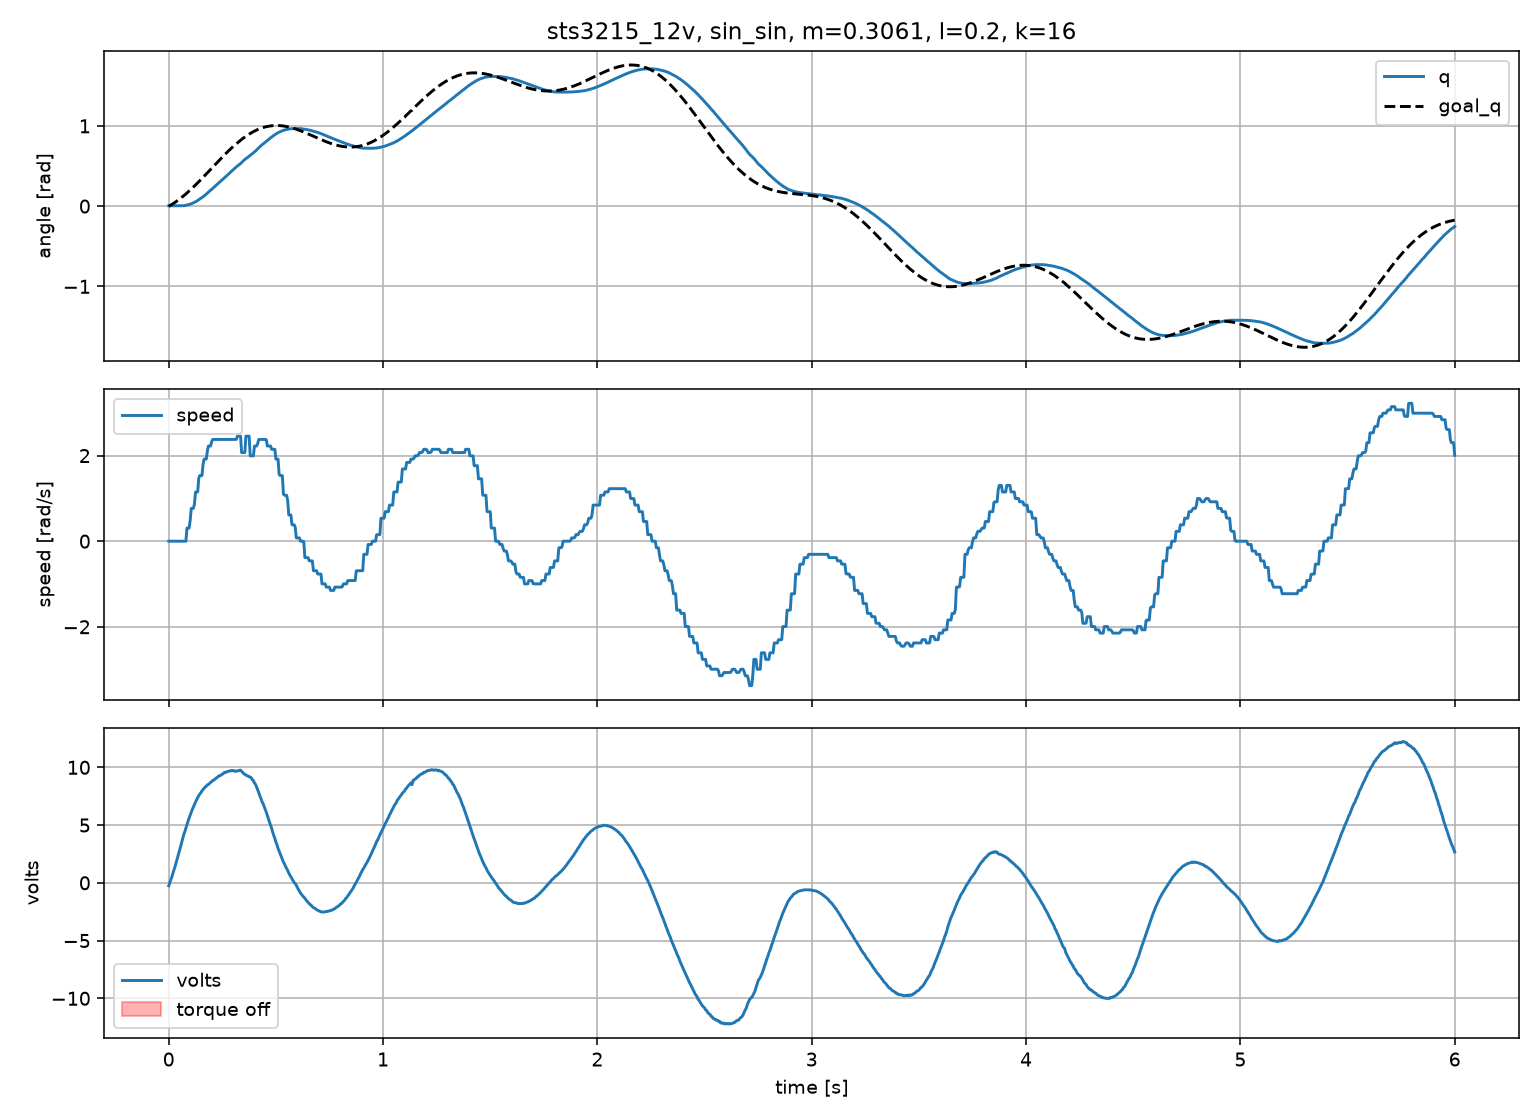 sts3215_12v, sin_sin, m=0.3061, l=0.2, k=16
angle [rad]
1
0
−1
q
goal_q
speed [rad/s]
2
0
−2
speed
volts
10
5
0
−5
−10
volts
torque off
0 1 2 3 4 5 6
time [s]